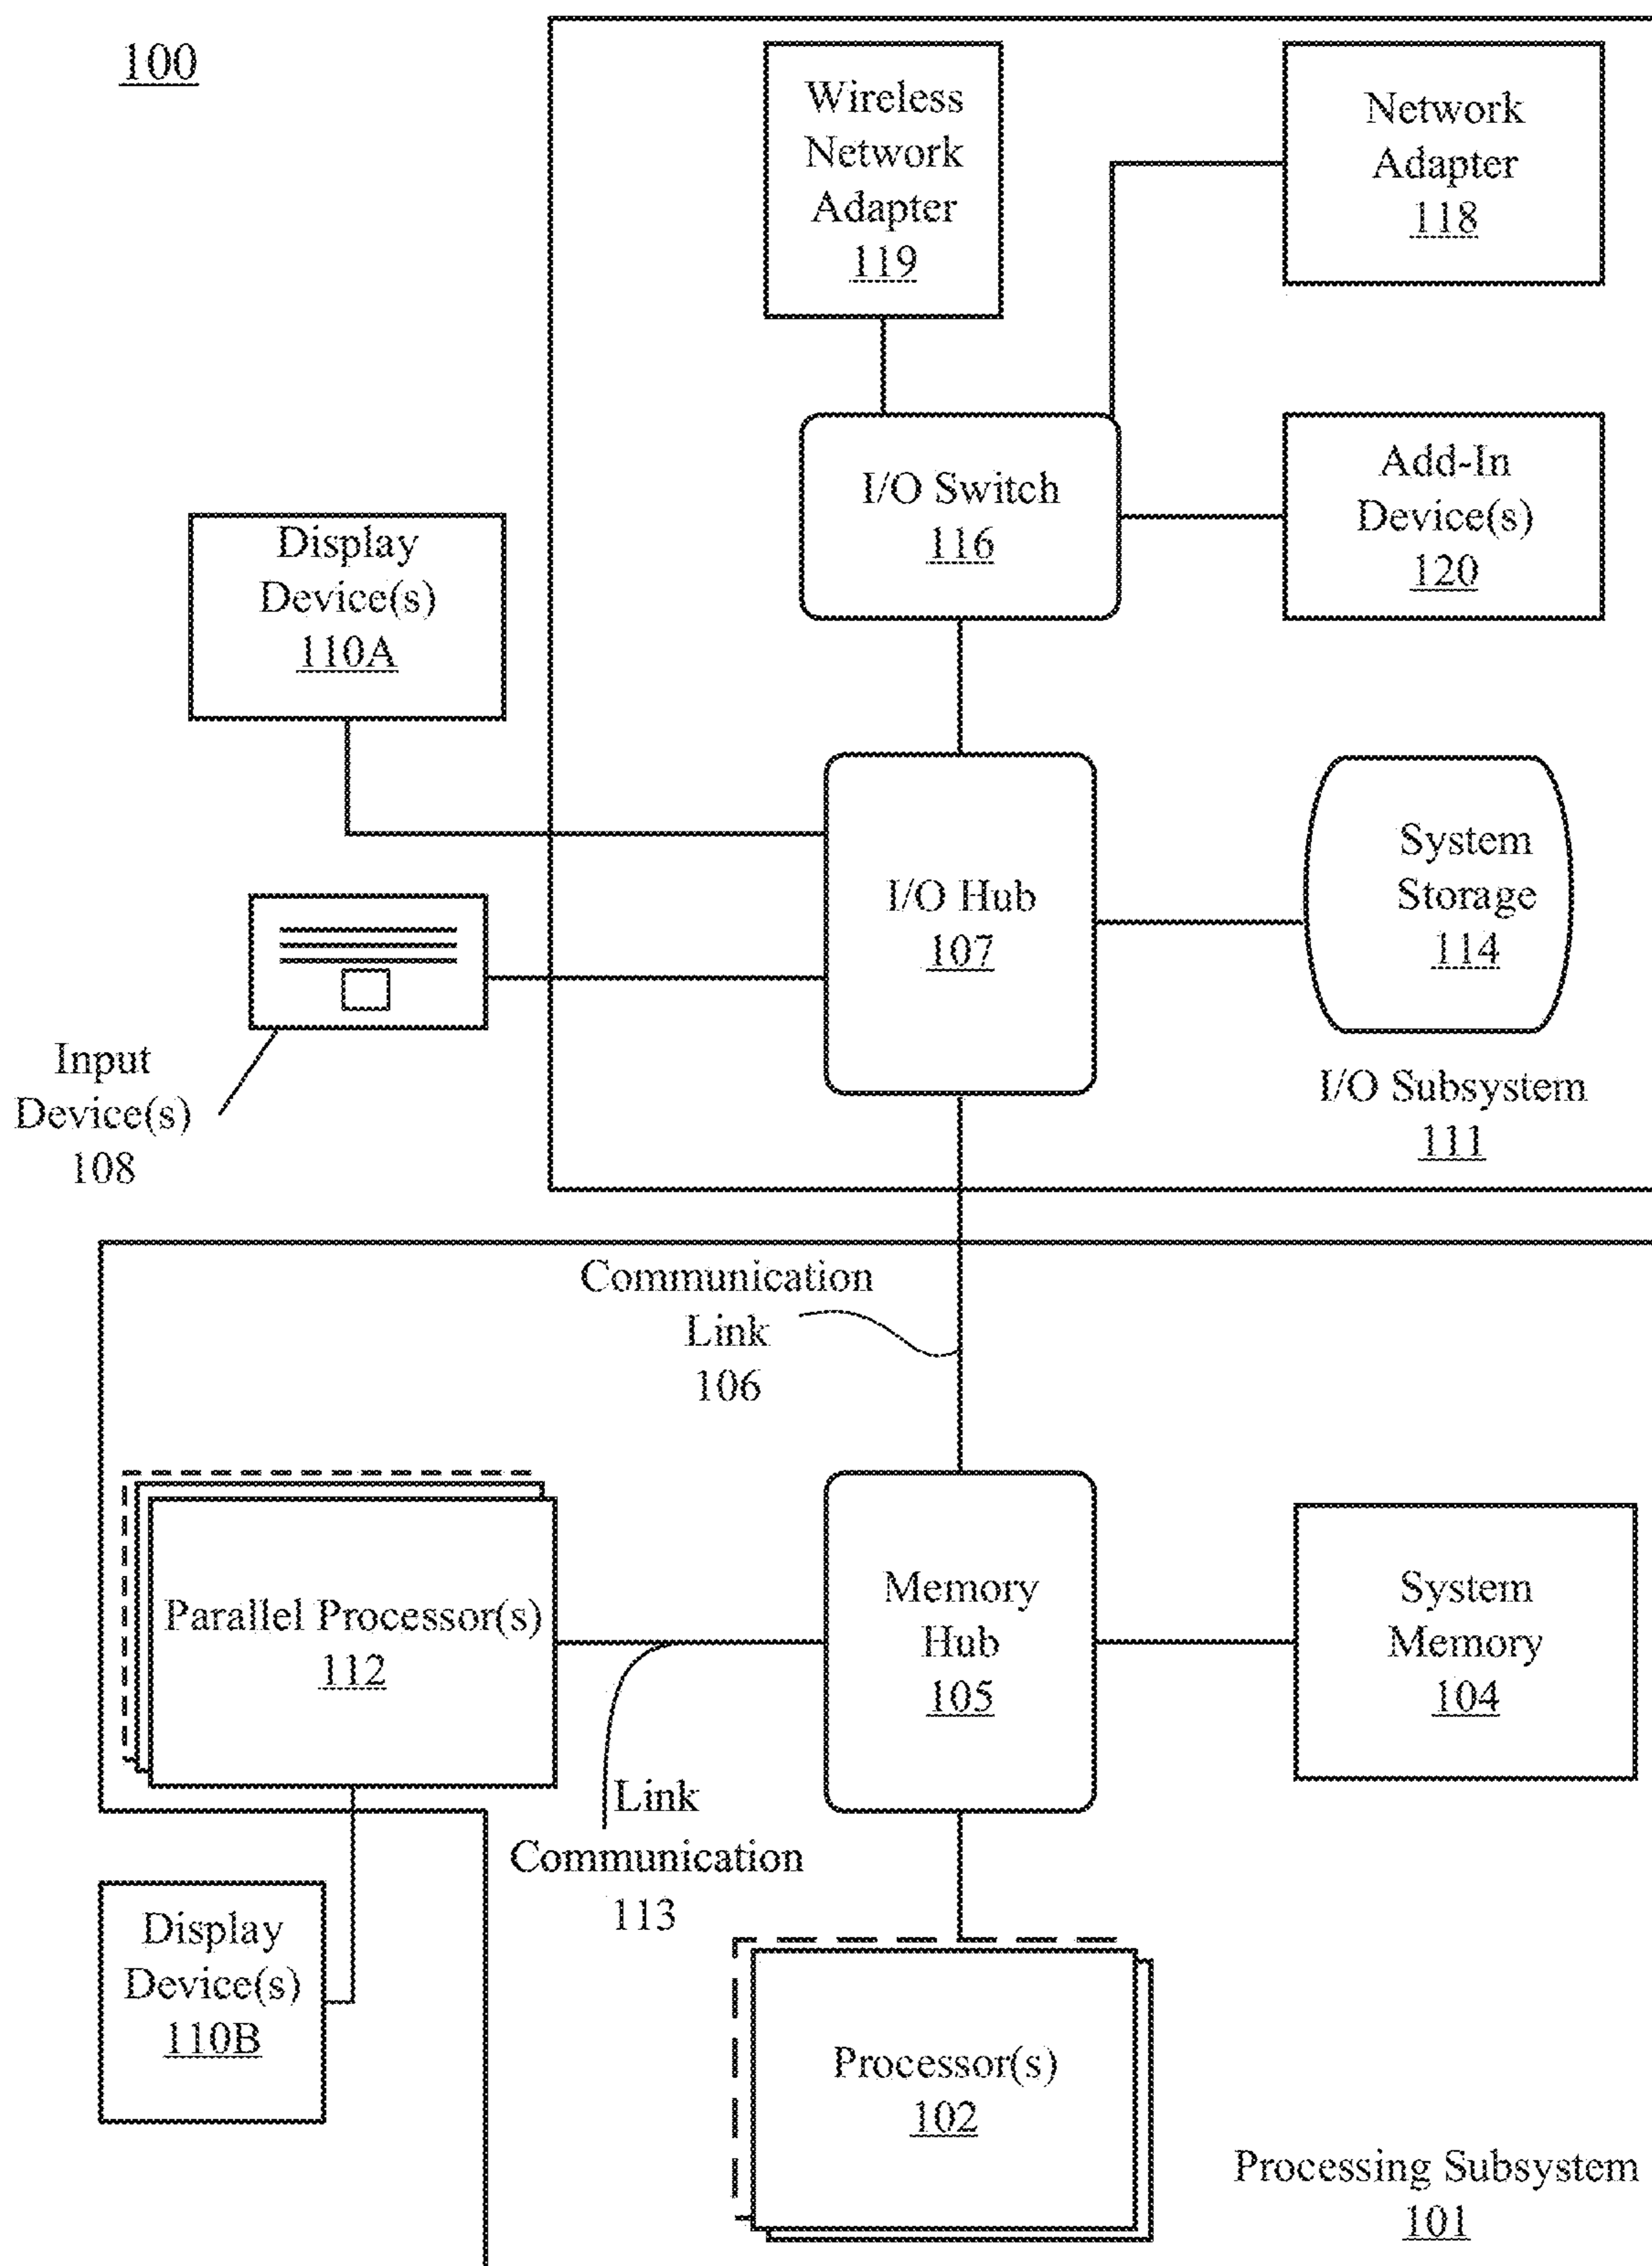 100
Wireless
Network
Adapter
119
Network
Adapter
118
I/O Switch
116
Add-In
Device(s)
120
Display
Device(s)
110A
I/O Hub
107
System
Storage
114
Input
Device(s)
108
I/O Subsystem
111
Communication
Link
106
Parallel Processor(s)
112
Memory
Hub
105
System
Memory
104
Link
Communication
113
Display
Device(s)
110B
Processor(s)
102
Processing Subsystem
101